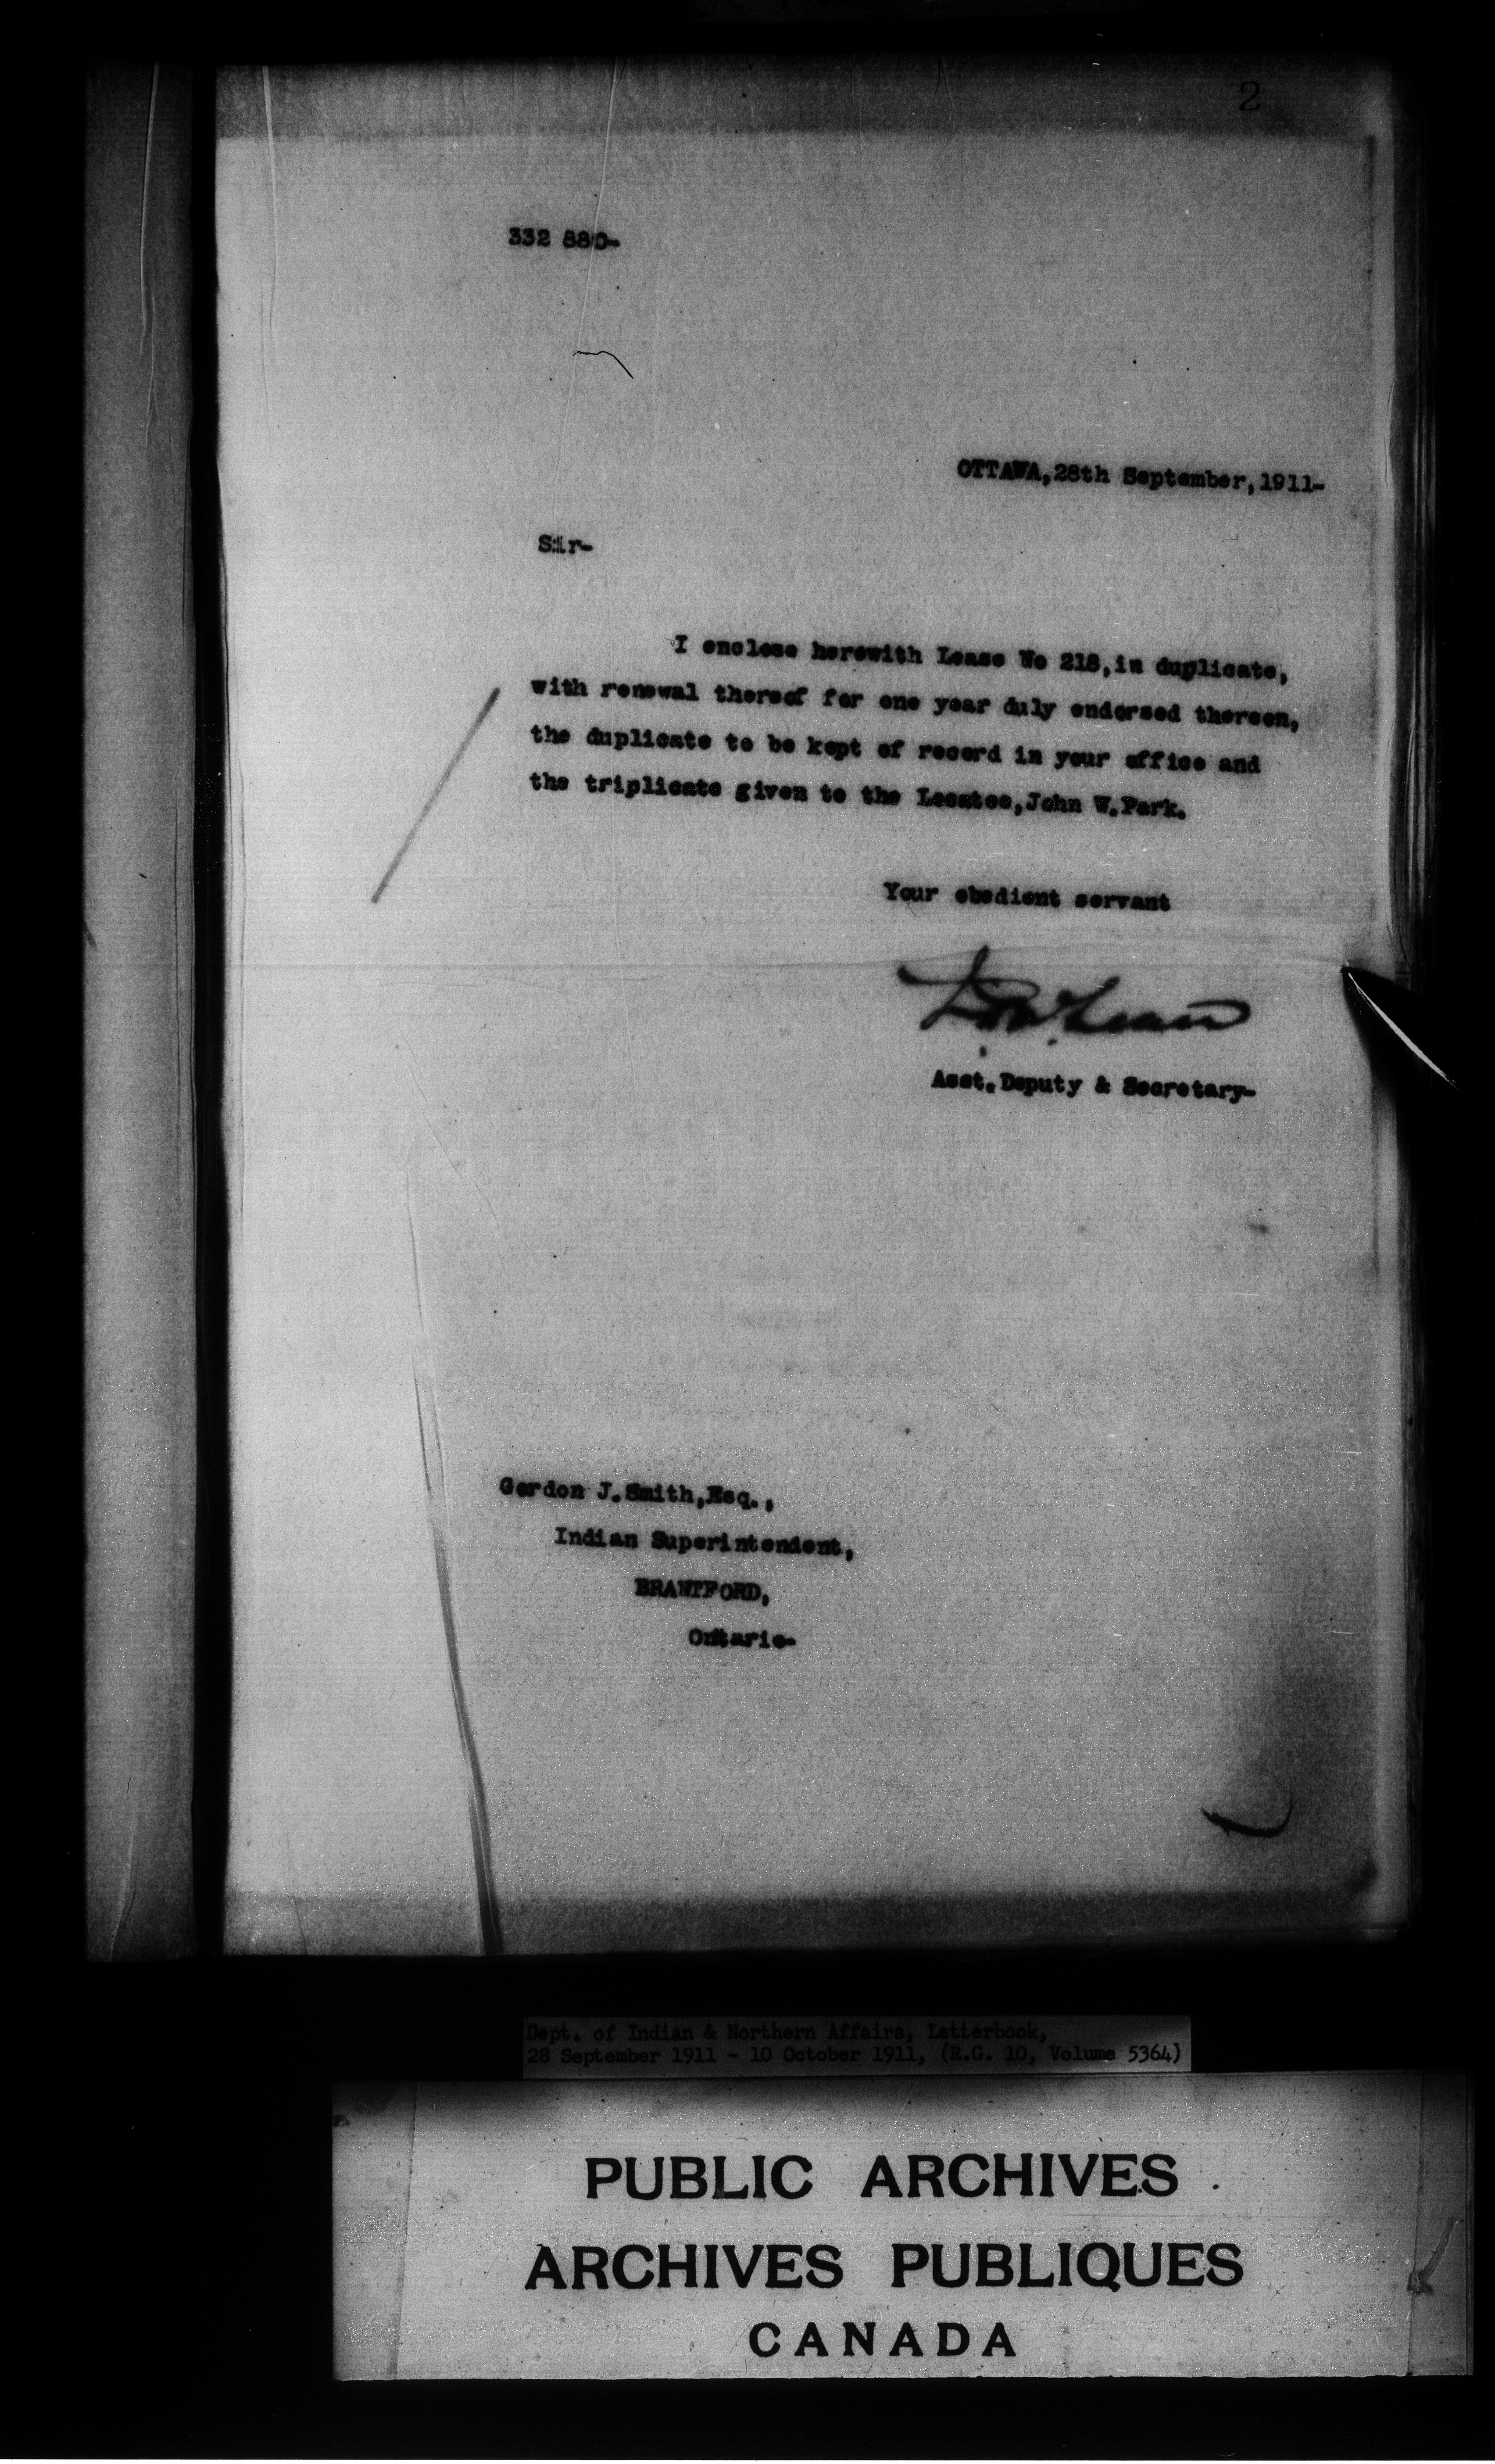 2
332 880-
OTTAWA,28th September,1911-
Sir-
I enclose herewith Lease No 218,in duplicate,
with renewal thereof for one year duly endorsed thereon,
the duplicate to be kept of record in your office and
the triplicate given to the Locatee,John W.Park.
Your obedient servant
Asst.Deputy & Secretary-
Gordon J.Smith,Esq.,
Indian Superintendent,
BRANTFORD,
Ontario-
Dept. of Indian & Northern Affairs, Letterbook,
28 September 1911 - 10 October 1911, (R.G. 10, Volume 5364)
PUBLIC ARCHIVES
ARCHIVES PUBLIQUES
CANADA